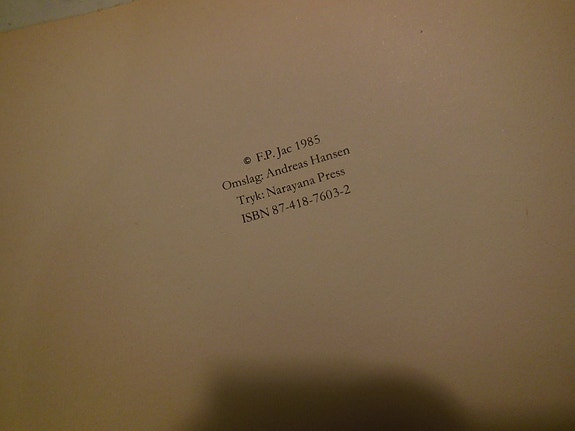 © F.P. Jac 1985
Omslag: Andreas Hansen
Tryk: Narayana Press
ISBN 87-418-7603-2